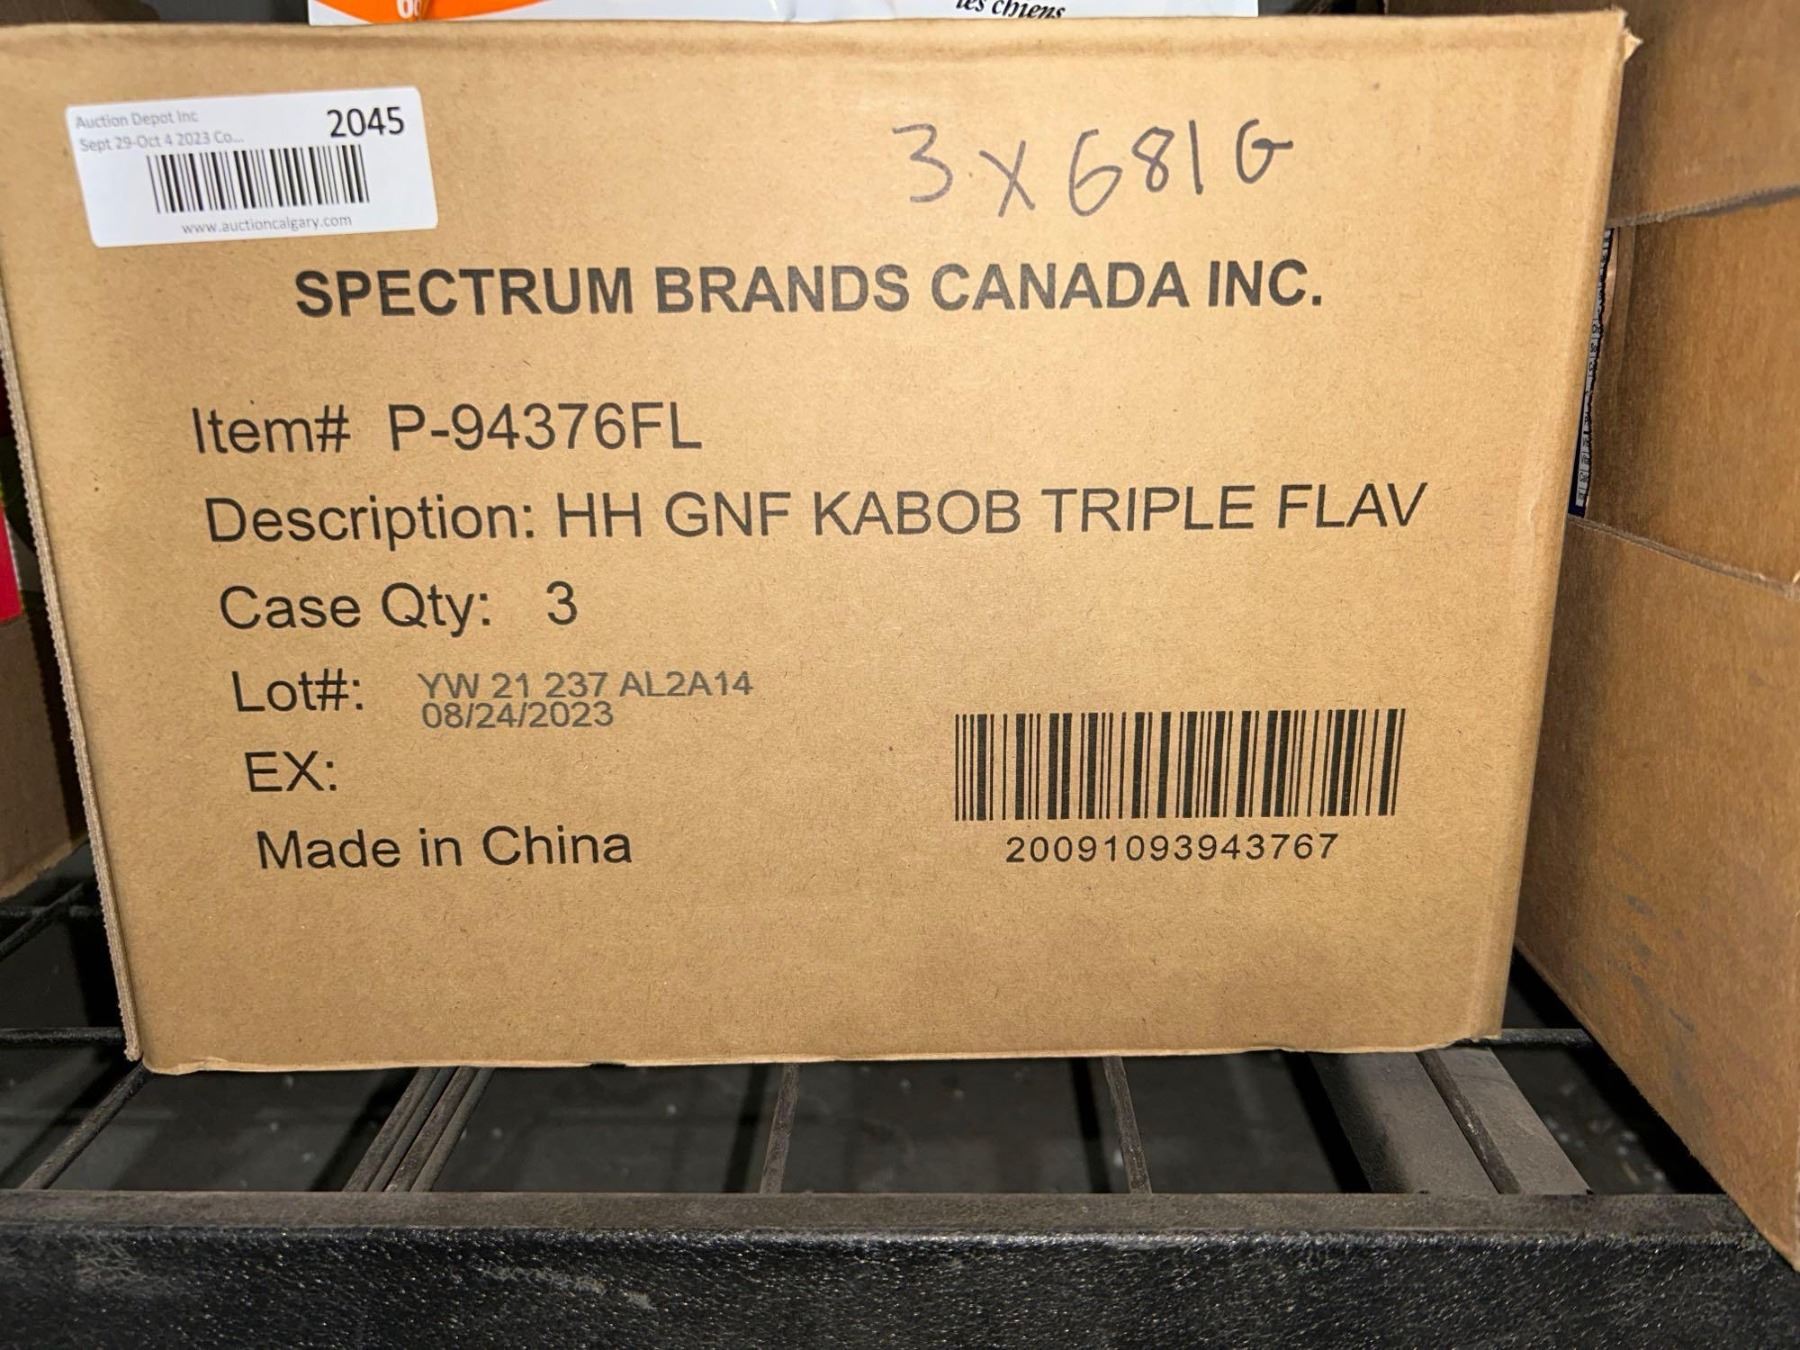 les chiens
Auction Depot Inc
2045
Sept 29-Oct 4 2023 Co...
www.auctioncalgary.com
3 X 681G
SPECTRUM BRANDS CANADA INC.
Item# P-94376FL
Description: HH GNF KABOB TRIPLE FLAV
Case Qty: 3
Lot#: YW 21 237 AL2A14
08/24/2023
EX:
Made in China
20091093943767